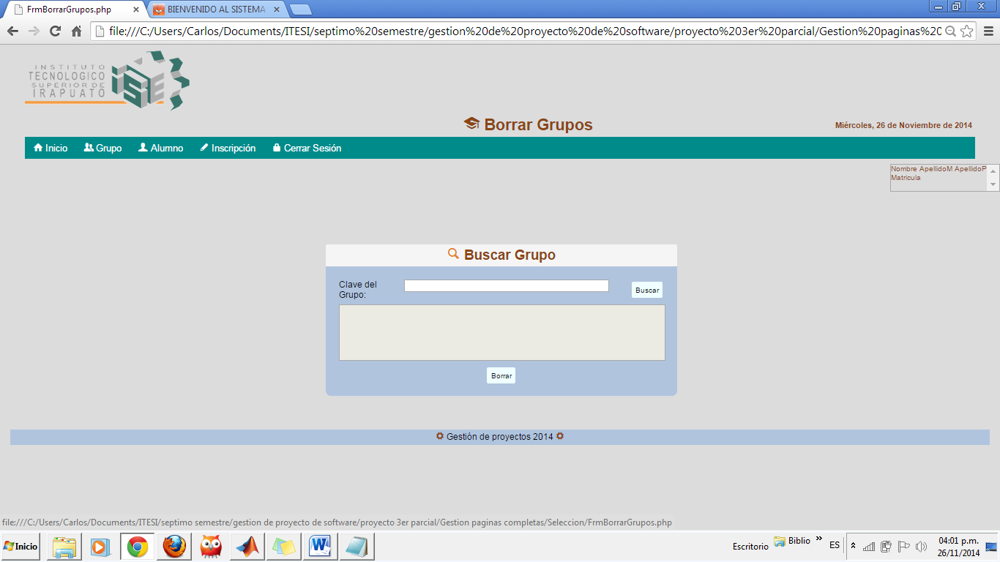 FrmBorrarGrupos.php
BIENVENIDO AL SISTEMA
file:///C:/Users/Carlos/Documents/ITESI/septimo%20semestre/gestion%20de%20proyecto%20de%20software/proyecto%203er%20parcial/Gestion%20paginas%20
INSTITUTO
TECNOLOGICO
SUPERIOR DE
IRAPUATO
Borrar Grupos
Miércoles, 26 de Noviembre de 2014
Inicio Grupo Alumno Inscripción Cerrar Sesión
Nombre ApellidoM ApellidoP
Matricula
Buscar Grupo
Clave del
Grupo:
Buscar
Borrar
Gestión de proyectos 2014
file:///C:/Users/Carlos/Documents/ITESI/septimo semestre/gestion de proyecto de software/proyecto 3er parcial/Gestion paginas completas/Seleccion/FrmBorrarGrupos.php
Inicio
Escritorio
Biblio
ES
04:01 p.m.
26/11/2014